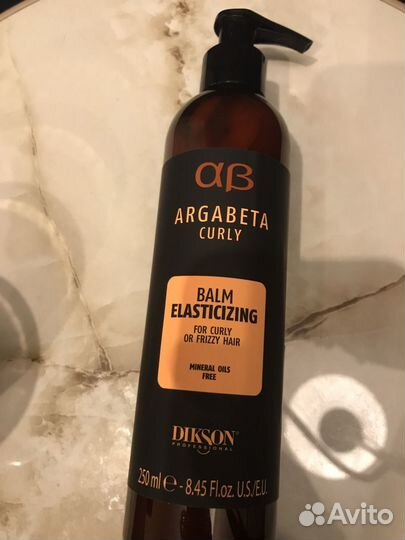 αβ
ARGABETA
CURLY
BALM
ELASTICIZING
FOR CURLY
OR FRIZZY HAIR
MINERAL OILS
FREE
DIKSON
PROFESSIONAL
250 ml ℮ - 8.45 Fl.oz. U.S./E.U.
Avito